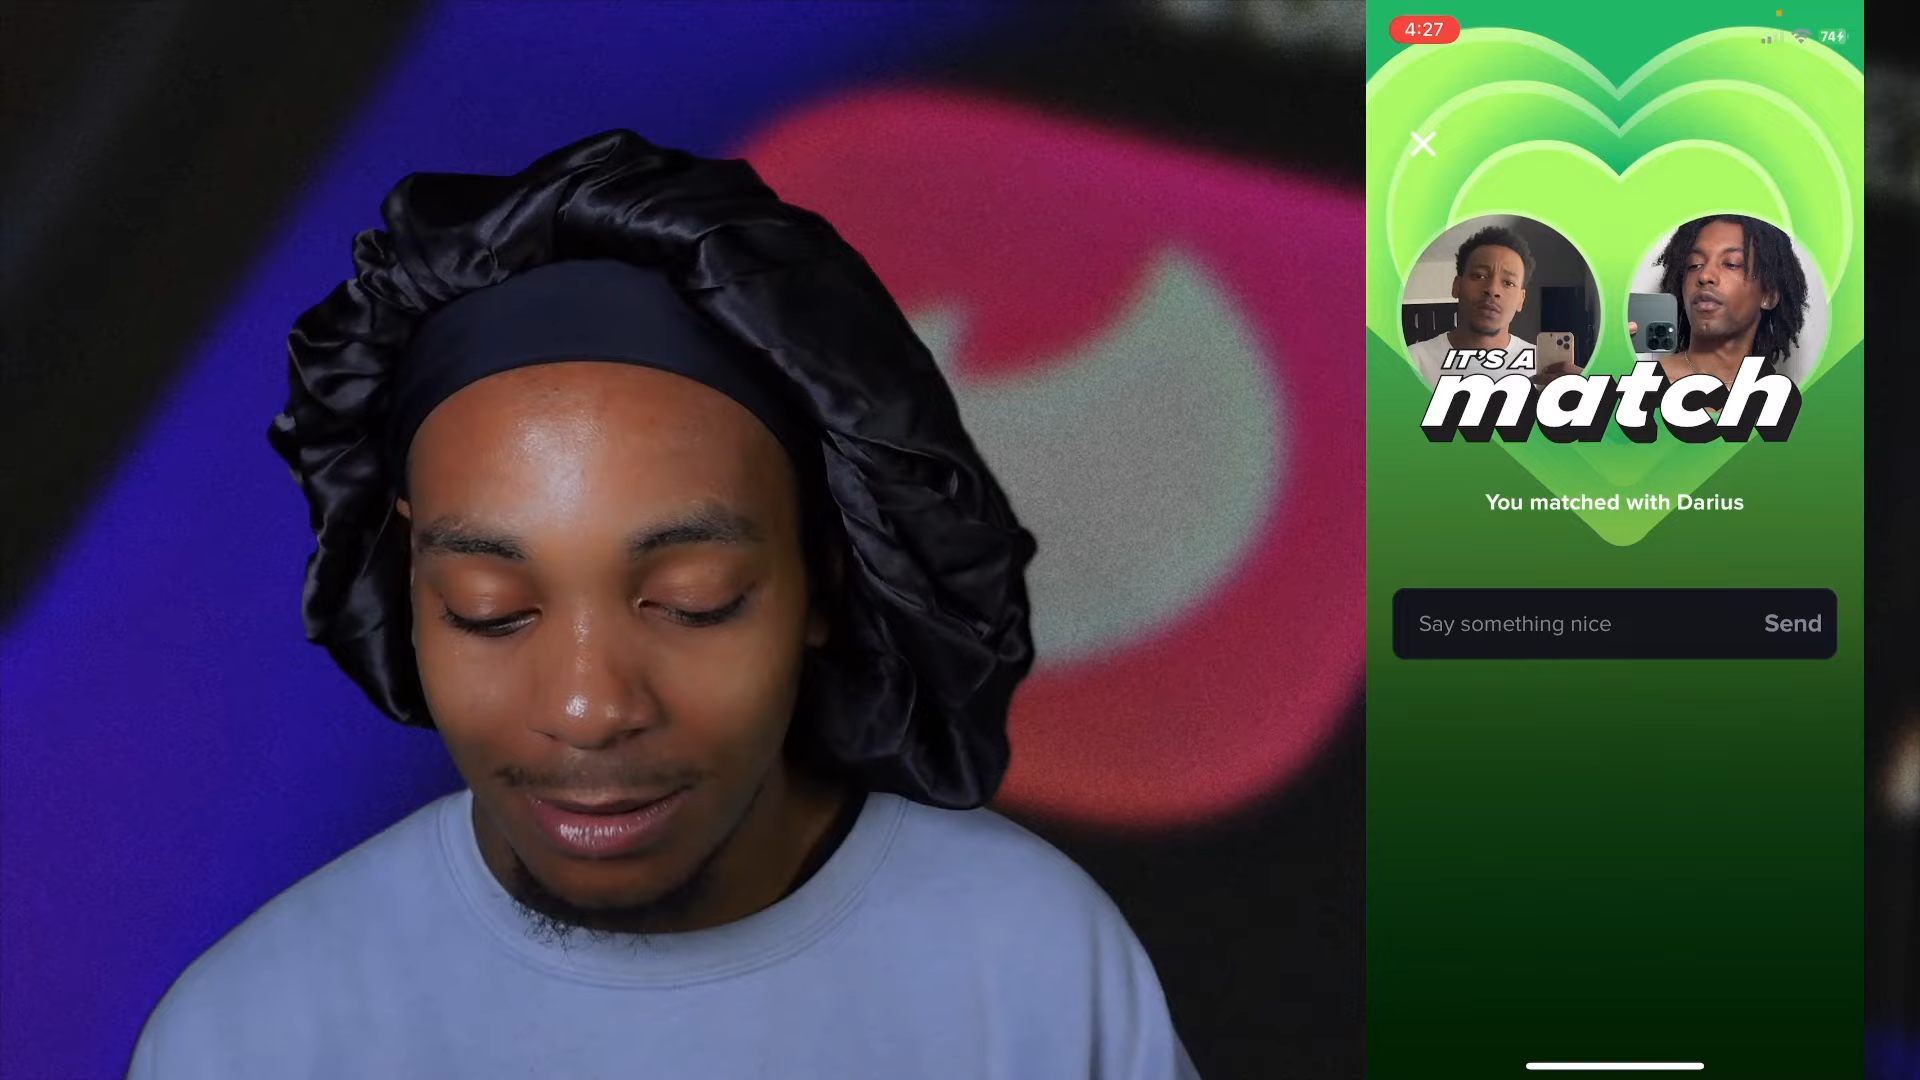 4:27
74
IT'S A
match
You matched with Darius
Say something nice
Send